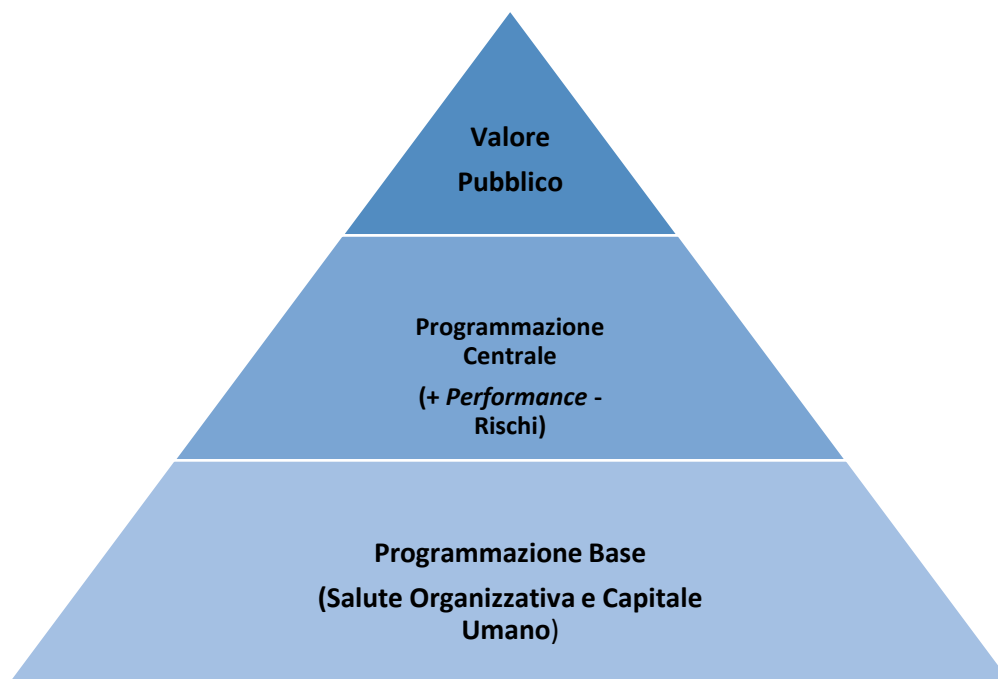 Valore
Pubblico
Programmazione
Centrale
(+ Performance -
Rischi)
Programmazione Base
(Salute Organizzativa e Capitale
Umano)